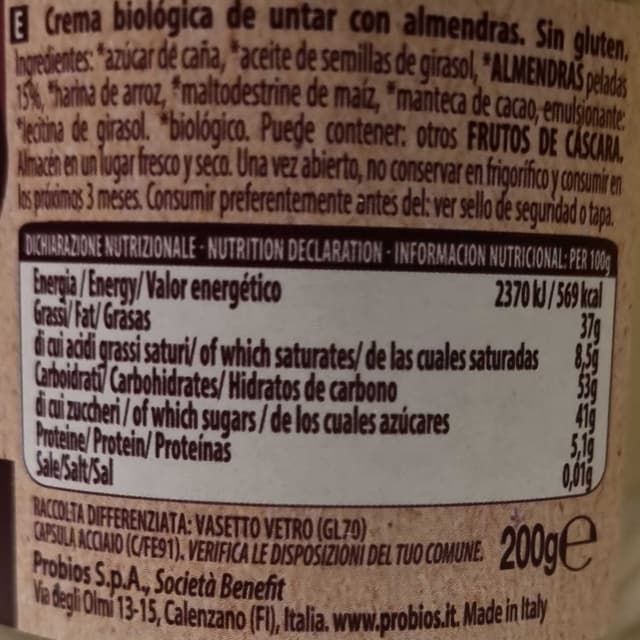 E Crema biológica de untar con almendras. Sin gluten.
Ingredientes: *azúcar de caña, *aceite de semillas de girasol, *ALMENDRAS peladas
15%, *harina de arroz, *maltodestrine de maíz, *manteca de cacao, emulsionante:
*lecitina de girasol. *biológico. Puede contener: otros FRUTOS DE CÁSCARA.
Almacén en un lugar fresco y seco. Una vez abierto, no conservar en frigorífico y consumir en
los próximos 3 meses. Consumir preferentemente antes del: ver sello de seguridad o tapa.
DICHIARAZIONE NUTRIZIONALE - NUTRITION DECLARATION - INFORMACIÓN NUTRICIONAL: PER 100g
Energia/Energy/Valor energético 2370 kJ/569 kcal
Grassi/Fat/Grasas 37g
di cui acidi grassi saturi/of which saturates/de las cuales saturadas 8,5g
Carboidrati/Carbohidrates/Hidratos de carbono 53g
di cui zuccheri/of which sugars/de los cuales azúcares 41g
Proteine/Protein/Proteínas 5,1g
Sale/Salt/Sal 0,01g
RACCOLTA DIFFERENZIATA: VASETTO VETRO (GL70)
CAPSULA ACCIAIO (C/FE91). VERIFICA LE DISPOSIZIONI DEL TUO COMUNE. 200g e
Probios S.p.A., Società Benefit
Via degli Olmi 13-15, Calenzano (FI), Italia. www.probios.it. Made in Italy